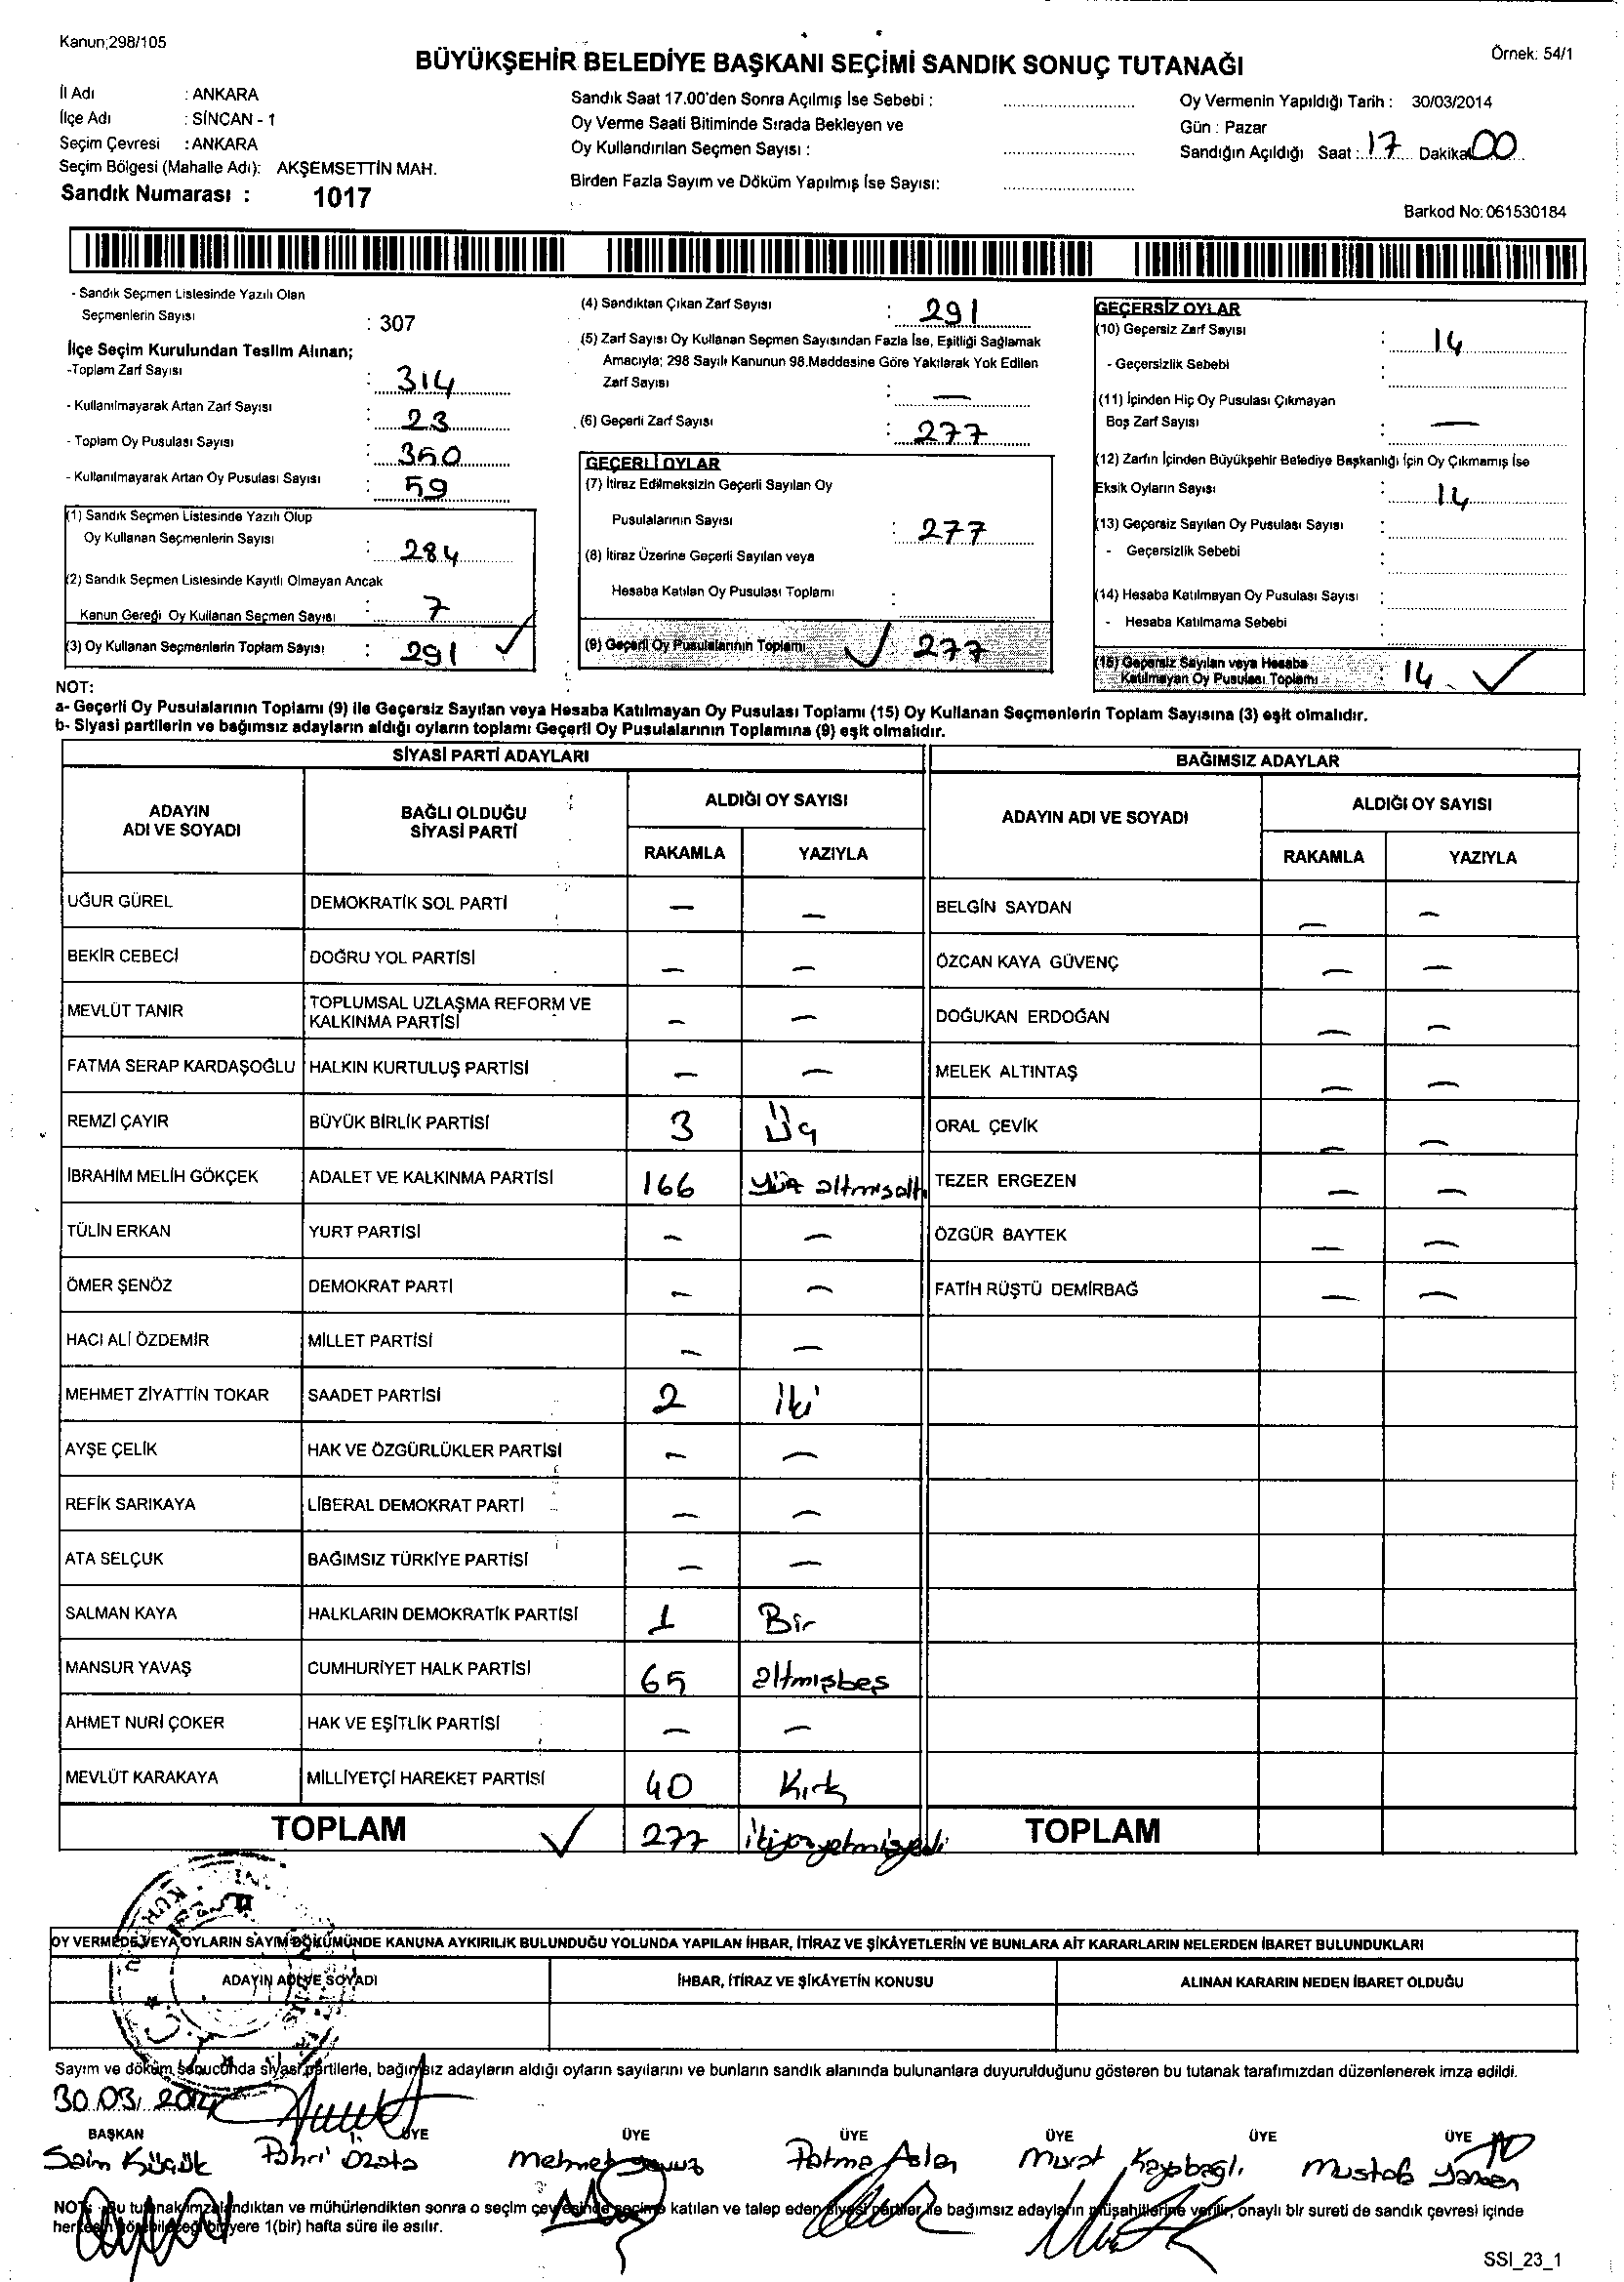 Kanun;298/105
BÜYÜKŞEHİR BELEDİYE BAŞKANI SEÇİMİ SANDIK SONUÇ TUTANAĞI
Örnek: 54/1
İl Adı : ANKARA
İlçe Adı : SİNCAN - 1
Seçim Çevresi : ANKARA
Seçim Bölgesi (Mahalle Adı): AKŞEMSETTİN MAH.
Sandık Numarası : 1017
Sandık Saat 17.00'den Sonra Açılmış İse Sebebi :
Oy Verme Saati Bitiminde Sırada Bekleyen ve
Oy Kullandırılan Seçmen Sayısı :
Birden Fazla Sayım ve Döküm Yapılmış İse Sayısı:
Oy Vermenin Yapıldığı Tarih : 30/03/2014
Gün : Pazar
Sandığın Açıldığı Saat : 17 Dakika 00
Barkod No: 061530184
- Sandık Seçmen Listesinde Yazılı Olan
Seçmenlerin Sayısı : 307
İlçe Seçim Kurulundan Teslim Alınan;
-Toplam Zarf Sayısı : 314
- Kullanılmayarak Artan Zarf Sayısı : 23
- Toplam Oy Pusulası Sayısı : 350
- Kullanılmayarak Artan Oy Pusulası Sayısı : 59
(1) Sandık Seçmen Listesinde Yazılı Olup
Oy Kullanan Seçmenlerin Sayısı : 284
(2) Sandık Seçmen Listesinde Kayıtlı Olmayan Ancak
Kanun Gereği Oy Kullanan Seçmen Sayısı : 7
(3) Oy Kullanan Seçmenlerin Toplam Sayısı : 291 ✓
(4) Sandıktan Çıkan Zarf Sayısı : 291
(5) Zarf Sayısı Oy Kullanan Seçmen Sayısından Fazla İse, Eşitliği Sağlamak
Amacıyla; 298 Sayılı Kanunun 98.Maddesine Göre Yakılarak Yok Edilen
Zarf Sayısı : —
(6) Geçerli Zarf Sayısı : 277
GEÇERLİ OYLAR
(7) İtiraz Edilmeksizin Geçerli Sayılan Oy
Pusulalarının Sayısı : 277
(8) İtiraz Üzerine Geçerli Sayılan veya
Hesaba Katılan Oy Pusulası Toplamı :
(9) Geçerli Oy Pusulalarının Toplamı ✓ 277
GEÇERSİZ OYLAR
(10) Geçersiz Zarf Sayısı : 14
- Geçersizlik Sebebi :
(11) İçinden Hiç Oy Pusulası Çıkmayan
Boş Zarf Sayısı : —
(12) Zarfın İçinden Büyükşehir Belediye Başkanlığı İçin Oy Çıkmamış İse
Eksik Oyların Sayısı : 14
(13) Geçersiz Sayılan Oy Pusulası Sayısı :
- Geçersizlik Sebebi :
(14) Hesaba Katılmayan Oy Pusulası Sayısı :
- Hesaba Katılmama Sebebi :
(15) Geçersiz Sayılan veya Hesaba
Katılmayan Oy Pusulası Toplamı : 14 ✓
NOT:
a- Geçerli Oy Pusulalarının Toplamı (9) ile Geçersiz Sayılan veya Hesaba Katılmayan Oy Pusulası Toplamı (15) Oy Kullanan Seçmenlerin Toplam Sayısına (3) eşit olmalıdır.
b- Siyasi partilerin ve bağımsız adayların aldığı oyların toplamı Geçerli Oy Pusulalarının Toplamına (9) eşit olmalıdır.
SİYASİ PARTİ ADAYLARI
ADAYIN ADI VE SOYADI
BAĞLI OLDUĞU SİYASİ PARTİ
ALDIĞI OY SAYISI
RAKAMLA YAZIYLA
UĞUR GÜREL DEMOKRATİK SOL PARTİ — —
BEKİR CEBECİ DOĞRU YOL PARTİSİ — —
MEVLÜT TANIR TOPLUMSAL UZLAŞMA REFORM VE KALKINMA PARTİSİ — —
FATMA SERAP KARDAŞOĞLU HALKIN KURTULUŞ PARTİSİ — —
REMZİ ÇAYIR BÜYÜK BİRLİK PARTİSİ 3 Üç
İBRAHİM MELİH GÖKÇEK ADALET VE KALKINMA PARTİSİ 166 yüz altmışaltı
TÜLİN ERKAN YURT PARTİSİ — —
ÖMER ŞENÖZ DEMOKRAT PARTİ — —
HACI ALİ ÖZDEMİR MİLLET PARTİSİ — —
MEHMET ZİYATTİN TOKAR SAADET PARTİSİ 2 İki
AYŞE ÇELİK HAK VE ÖZGÜRLÜKLER PARTİSİ — —
REFİK SARIKAYA LİBERAL DEMOKRAT PARTİ — —
ATA SELÇUK BAĞIMSIZ TÜRKİYE PARTİSİ — —
SALMAN KAYA HALKLARIN DEMOKRATİK PARTİSİ 1 Bir
MANSUR YAVAŞ CUMHURİYET HALK PARTİSİ 65 altmışbeş
AHMET NURİ ÇOKER HAK VE EŞİTLİK PARTİSİ — —
MEVLÜT KARAKAYA MİLLİYETÇİ HAREKET PARTİSİ 40 Kırk
TOPLAM ✓ 277 ikiyüzyetmişyedi
BAĞIMSIZ ADAYLAR
ADAYIN ADI VE SOYADI
ALDIĞI OY SAYISI
RAKAMLA YAZIYLA
BELGİN SAYDAN — —
ÖZCAN KAYA GÜVENÇ — —
DOĞUKAN ERDOĞAN — —
MELEK ALTINTAŞ — —
ORAL ÇEVİK — —
TEZER ERGEZEN — —
ÖZGÜR BAYTEK — —
FATİH RÜŞTÜ DEMİRBAĞ — —
TOPLAM
OY VERMEDE VEYA OYLARIN SAYIM DÖKÜMÜNDE KANUNA AYKIRILIK BULUNDUĞU YOLUNDA YAPILAN İHBAR, İTİRAZ VE ŞİKÂYETLERİN VE BUNLARA AİT KARARLARIN NELERDEN İBARET BULUNDUKLARI
ADAYIN ADI VE SOYADI
İHBAR, İTİRAZ VE ŞİKÂYETİN KONUSU
ALINAN KARARIN NEDEN İBARET OLDUĞU
Sayım ve döküm sonucunda siyasi partilerle, bağımsız adayların aldığı oyların sayılarını ve bunların sandık alanında bulunanlara duyurulduğunu gösteren bu tutanak tarafımızdan düzenlenerek imza edildi.
30.03.2014
BAŞKAN ÜYE ÜYE ÜYE ÜYE ÜYE ÜYE
Saim Küçük Fahri Özata Mehmet Yavuz Fatma Aslan Murat Kayabaglı Mustafa
NOT: Bu tutanak imzalandıktan ve mühürlendikten sonra o seçim çevresinde seçime katılan ve talep eden siyasi partiler ile bağımsız adayların müşahitlerine verilir, onaylı bir sureti de sandık çevresi içinde
herkesin görebileceği bir yere 1(bir) hafta süre ile asılır.
SSI_23_1